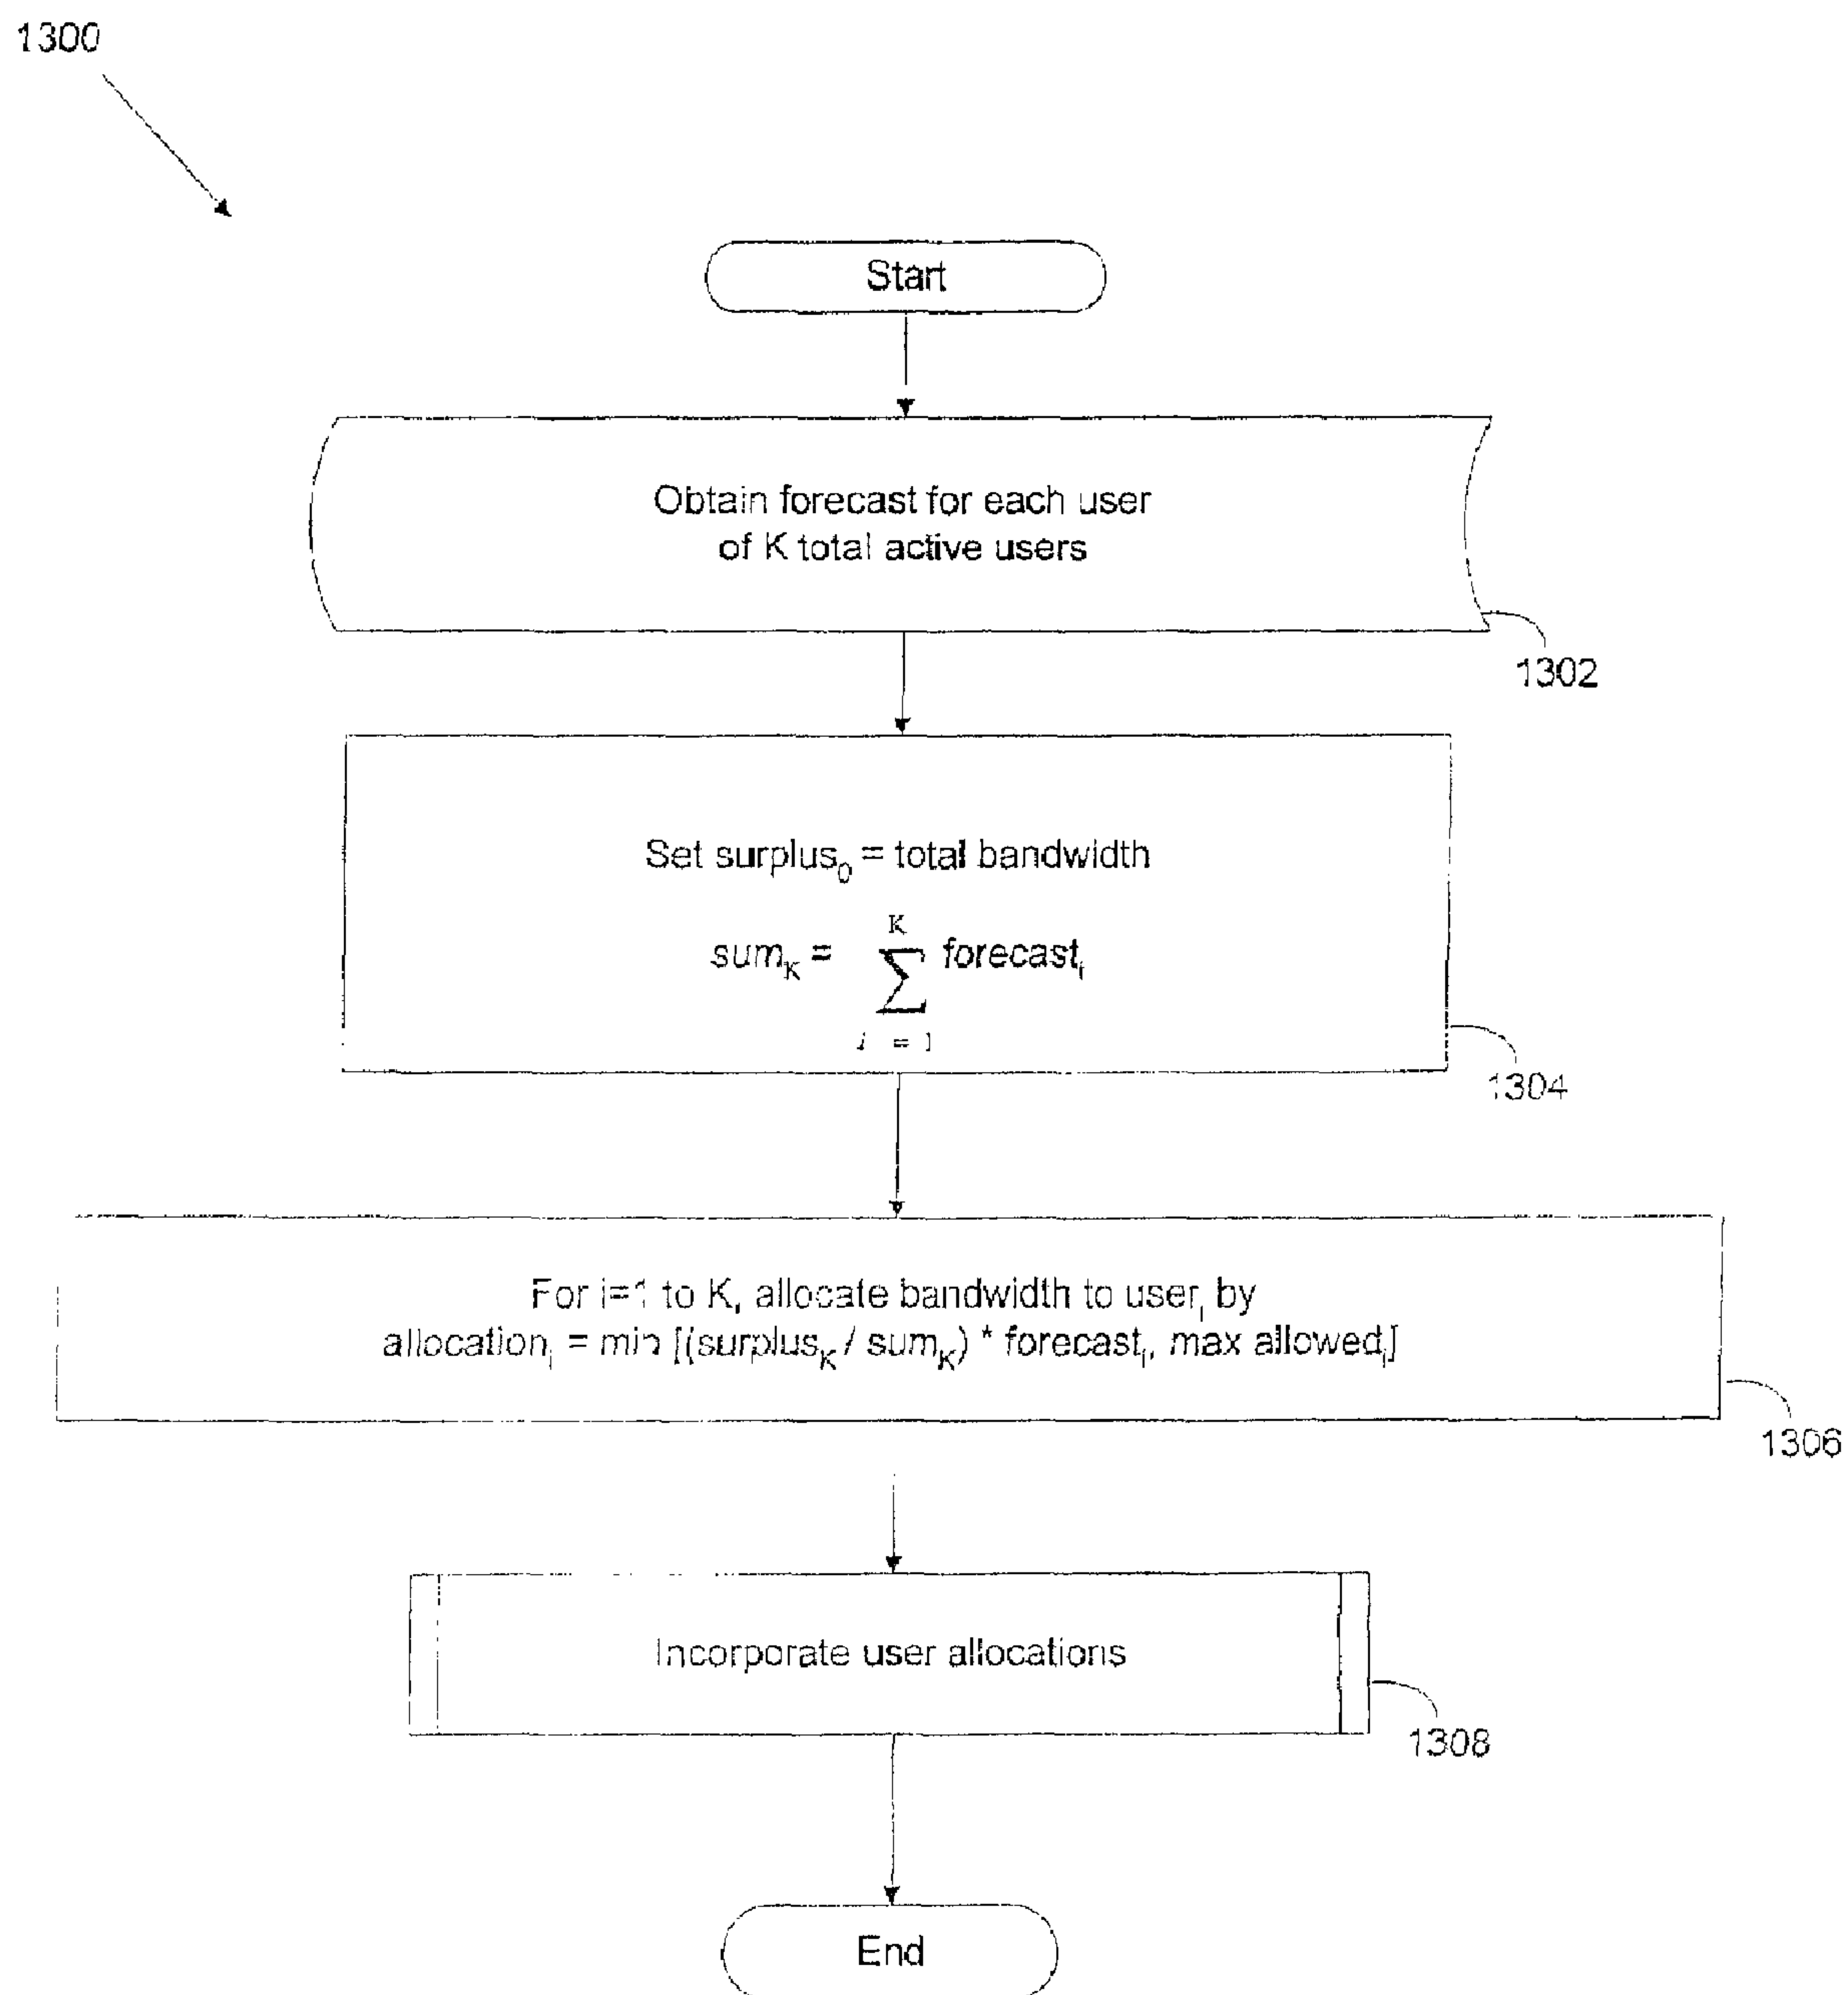 1300
Start
Obtain forecast for each user
of K total active users
1302
Set surplus₀ = total bandwidth
K
sumₖ = ∑ forecastᵢ
i = 1
1304
For i=1 to K, allocate bandwidth to userᵢ by
allocationᵢ = min [(surplusₖ / sumₖ) * forecastᵢ, max allowedᵢ]
1306
Incorporate user allocations
1308
End